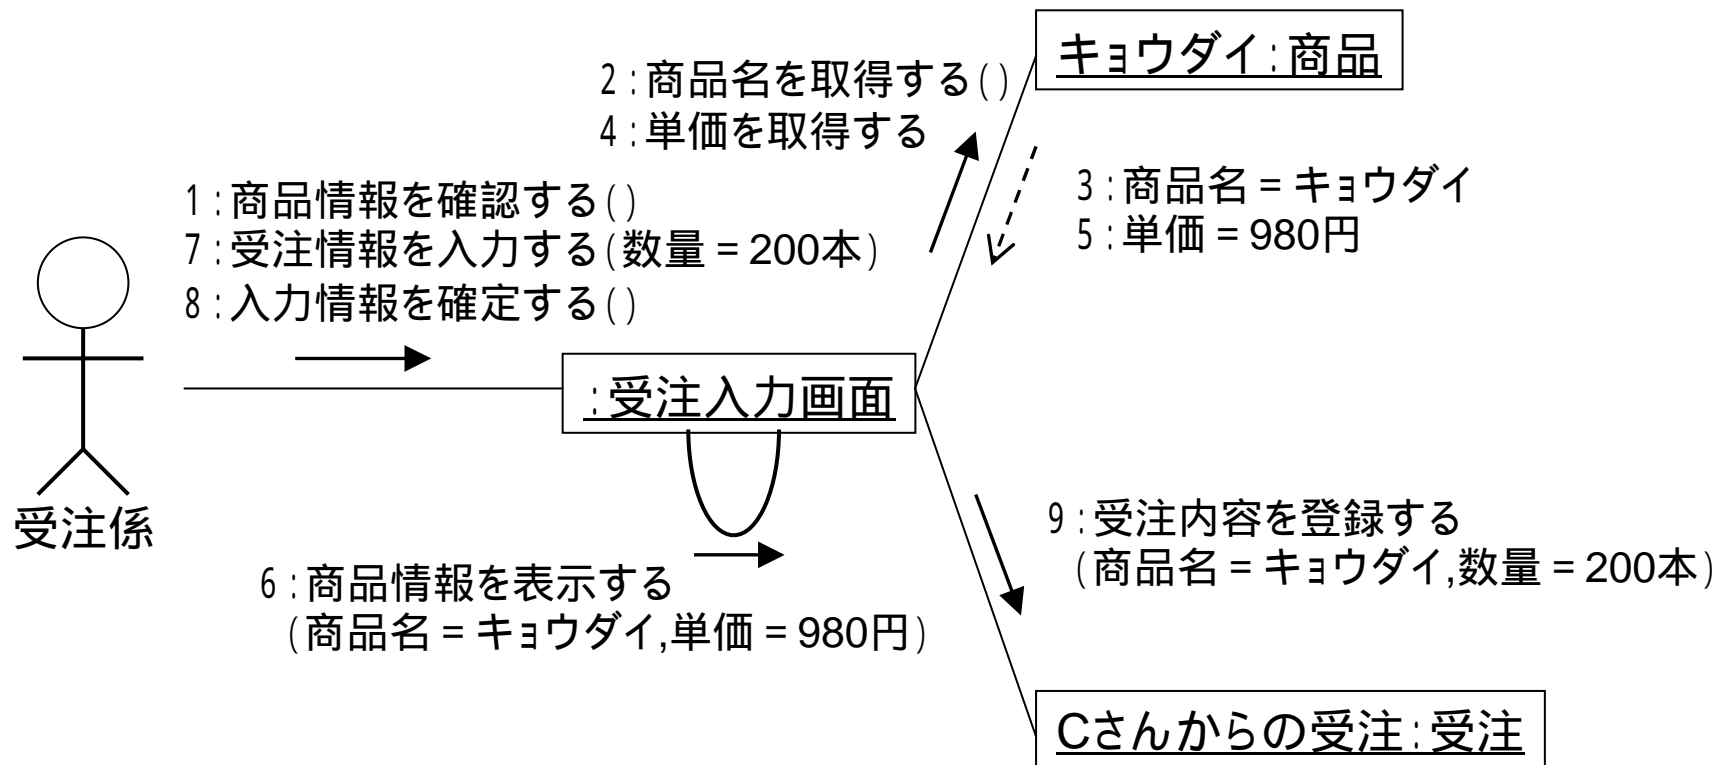 キョウダイ:商品
2:商品名を取得する()
4:単価を取得する
1:商品情報を確認する()
7:受注情報を入力する(数量=200本)
8:入力情報を確定する()
3:商品名=キョウダイ
5:単価=980円
:受注入力画面
受注係
6:商品情報を表示する
(商品名=キョウダイ,単価=980円)
9:受注内容を登録する
(商品名=キョウダイ,数量=200本)
Cさんからの受注:受注